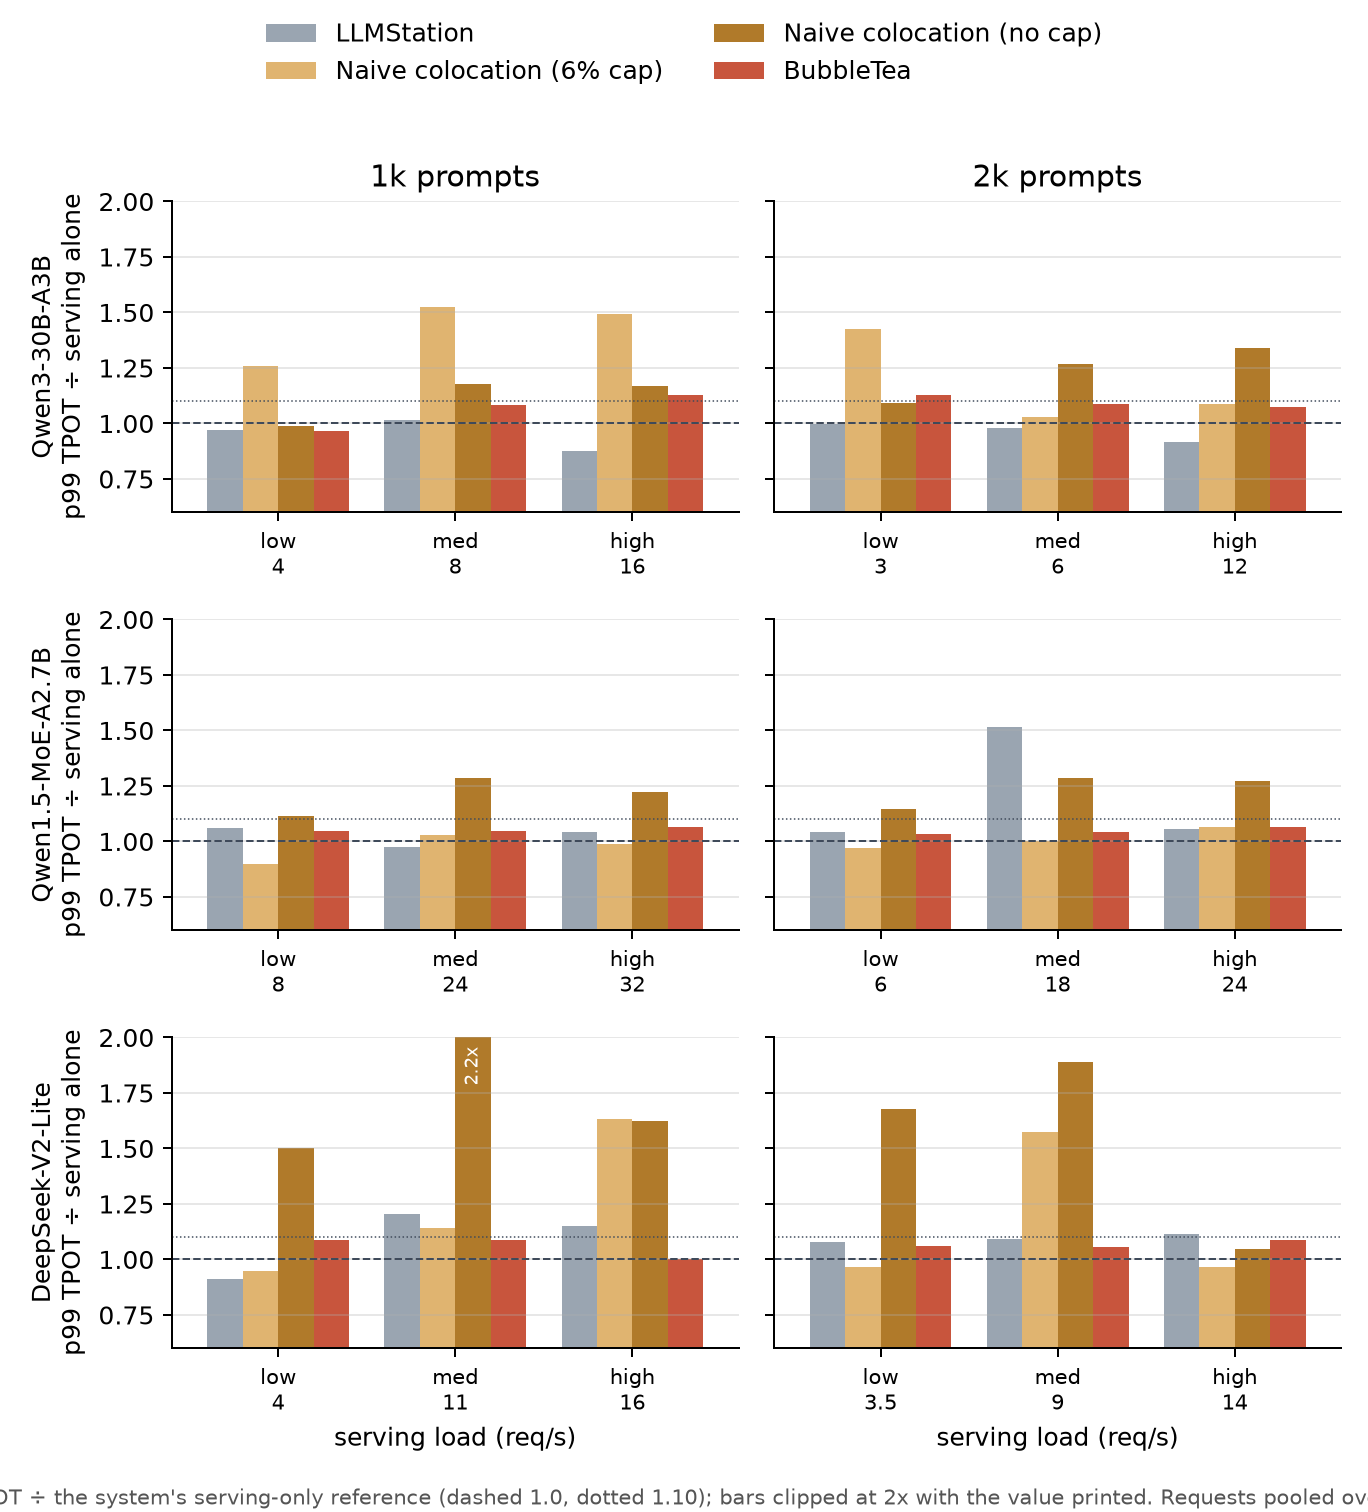 LLMStation
Naive colocation (6% cap)
Naive colocation (no cap)
BubbleTea
1k prompts
2k prompts
Qwen3-30B-A3B
p99 TPOT ÷ serving alone
2.00
1.75
1.50
1.25
1.00
0.75
low
4
med
8
high
16
low
3
med
6
high
12
Qwen1.5-MoE-A2.7B
p99 TPOT ÷ serving alone
2.00
1.75
1.50
1.25
1.00
0.75
low
8
med
24
high
32
low
6
med
18
high
24
DeepSeek-V2-Lite
p99 TPOT ÷ serving alone
2.00
1.75
1.50
1.25
1.00
0.75
2.2x
low
4
med
11
high
16
serving load (req/s)
low
3.5
med
9
high
14
serving load (req/s)
÷ the system's serving-only reference (dashed 1.0, dotted 1.10); bars clipped at 2x with the value printed. Requests pooled